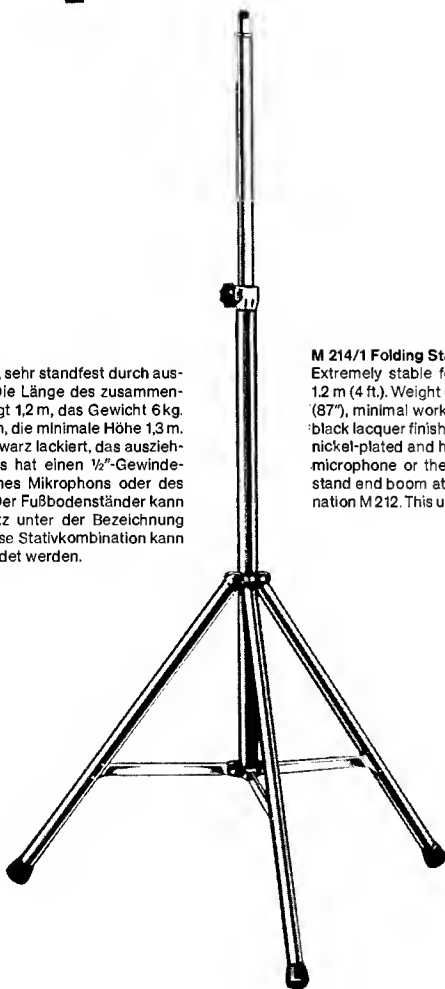 , sehr standfest durch aus-
Die Länge des zusammen-
gt 1,2 m, das Gewicht 6 kg.
n, die minimale Höhe 1,3 m.
warz lackiert, das auszieh-
s hat einen ½"-Gewinde-
nes Mikrophons oder des
Der Fußbodenständer kann
tz unter der Bezeichnung
se Stativkombination kann
det werden.
M 214/1 Folding Sta
Extremely stable fo
1.2 m (4 ft.). Weight
(87"), minimal work
black lacquer finish
nickel-plated and h
microphone or the
stand end boom at
nation M 212. This u